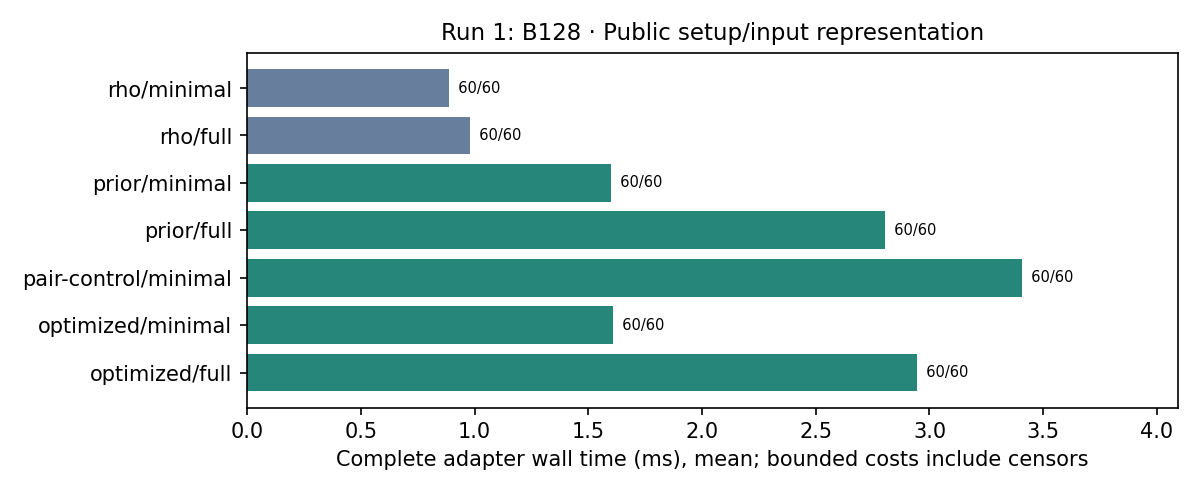 Run 1: B128 · Public setup/input representation
rho/minimal 60/60
rho/full 60/60
prior/minimal 60/60
prior/full 60/60
pair-control/minimal 60/60
optimized/minimal 60/60
optimized/full 60/60
0.0 0.5 1.0 1.5 2.0 2.5 3.0 3.5 4.0
Complete adapter wall time (ms), mean; bounded costs include censors